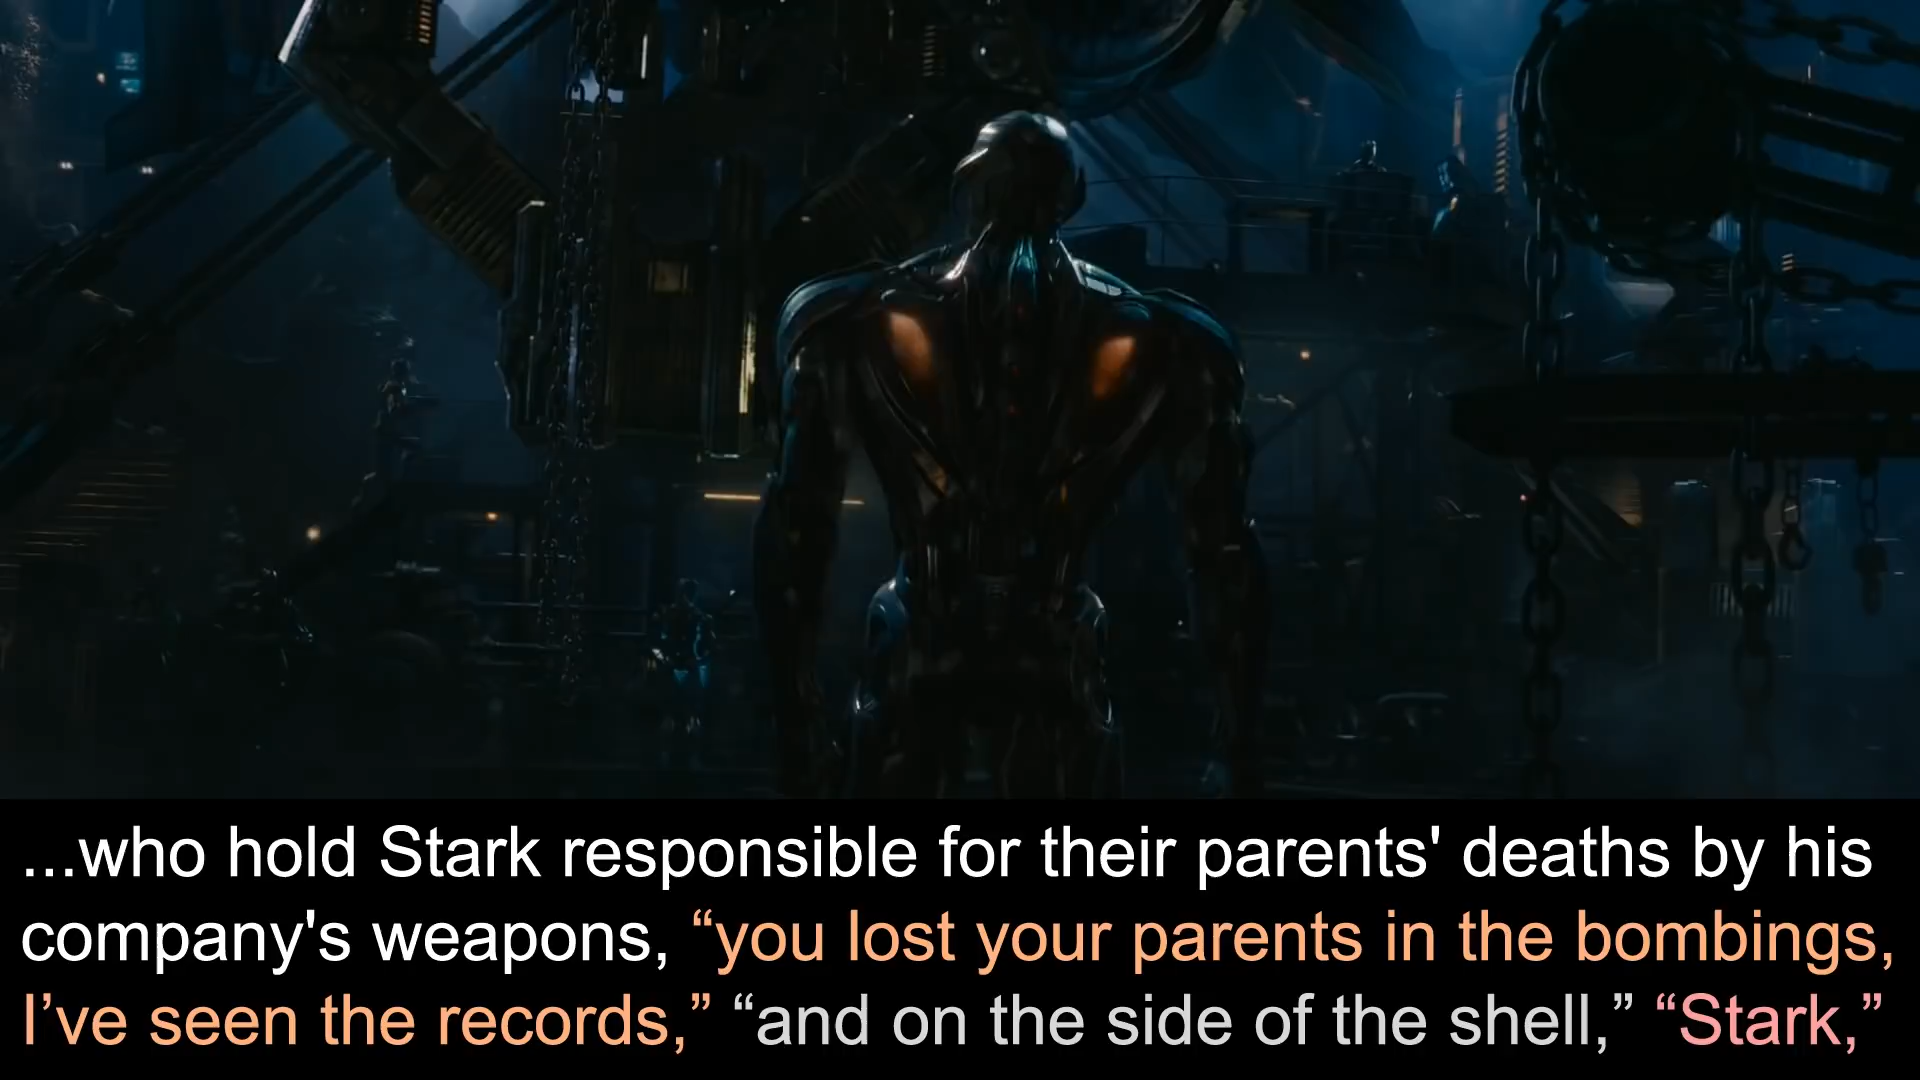 ...who hold Stark responsible for their parents' deaths by his
company's weapons, “you lost your parents in the bombings,
I’ve seen the records,” “and on the side of the shell,” “Stark,”